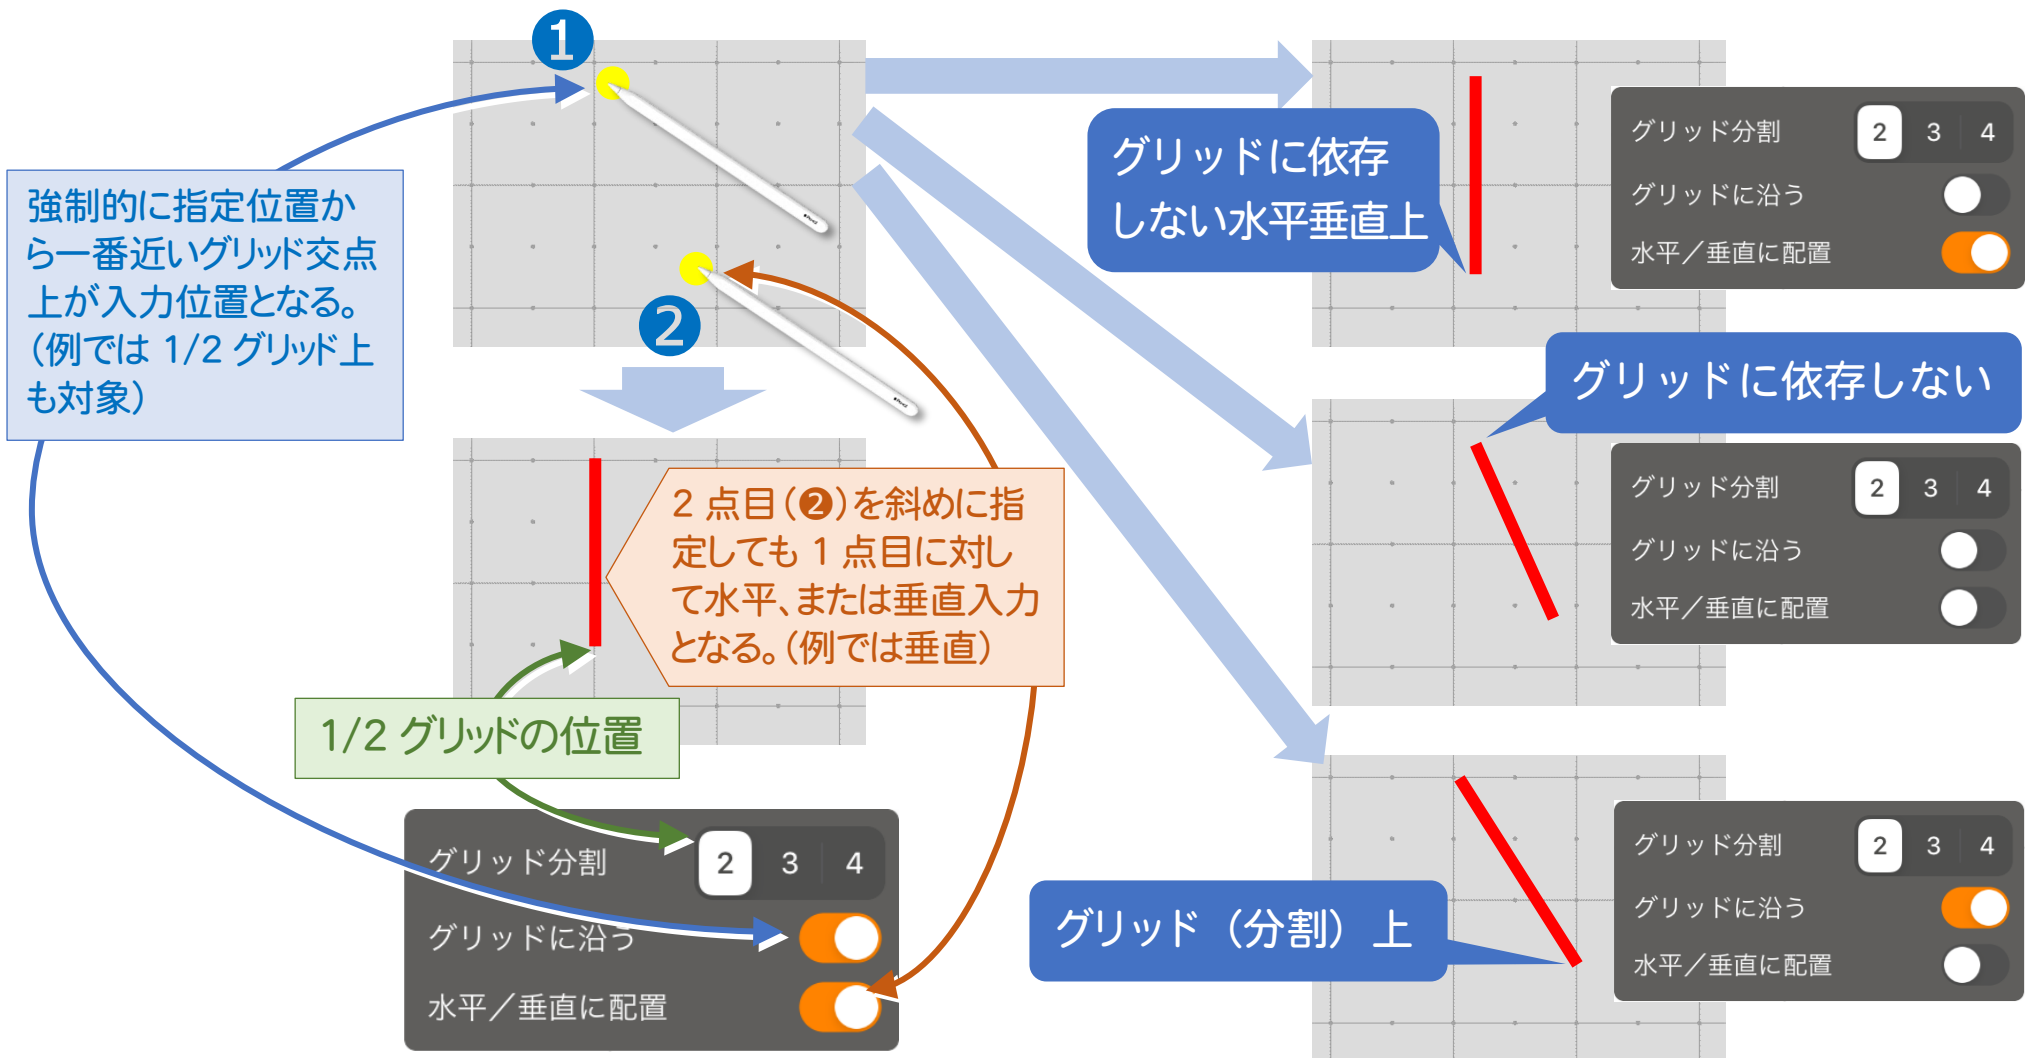 ❶
強制的に指定位置か
ら一番近いグリッド交点
上が入力位置となる。
（例では 1/2 グリッド上
も対象）
❷
グリッドに依存
しない水平垂直上
グリッド分割 2 3 4
グリッドに沿う
水平／垂直に配置
グリッドに依存しない
グリッド分割 2 3 4
グリッドに沿う
水平／垂直に配置
2 点目（❷）を斜めに指
定しても 1 点目に対し
て水平、または垂直入力
となる。（例では垂直）
1/2 グリッドの位置
グリッド分割 2 3 4
グリッドに沿う
水平／垂直に配置
グリッド（分割）上
グリッド分割 2 3 4
グリッドに沿う
水平／垂直に配置